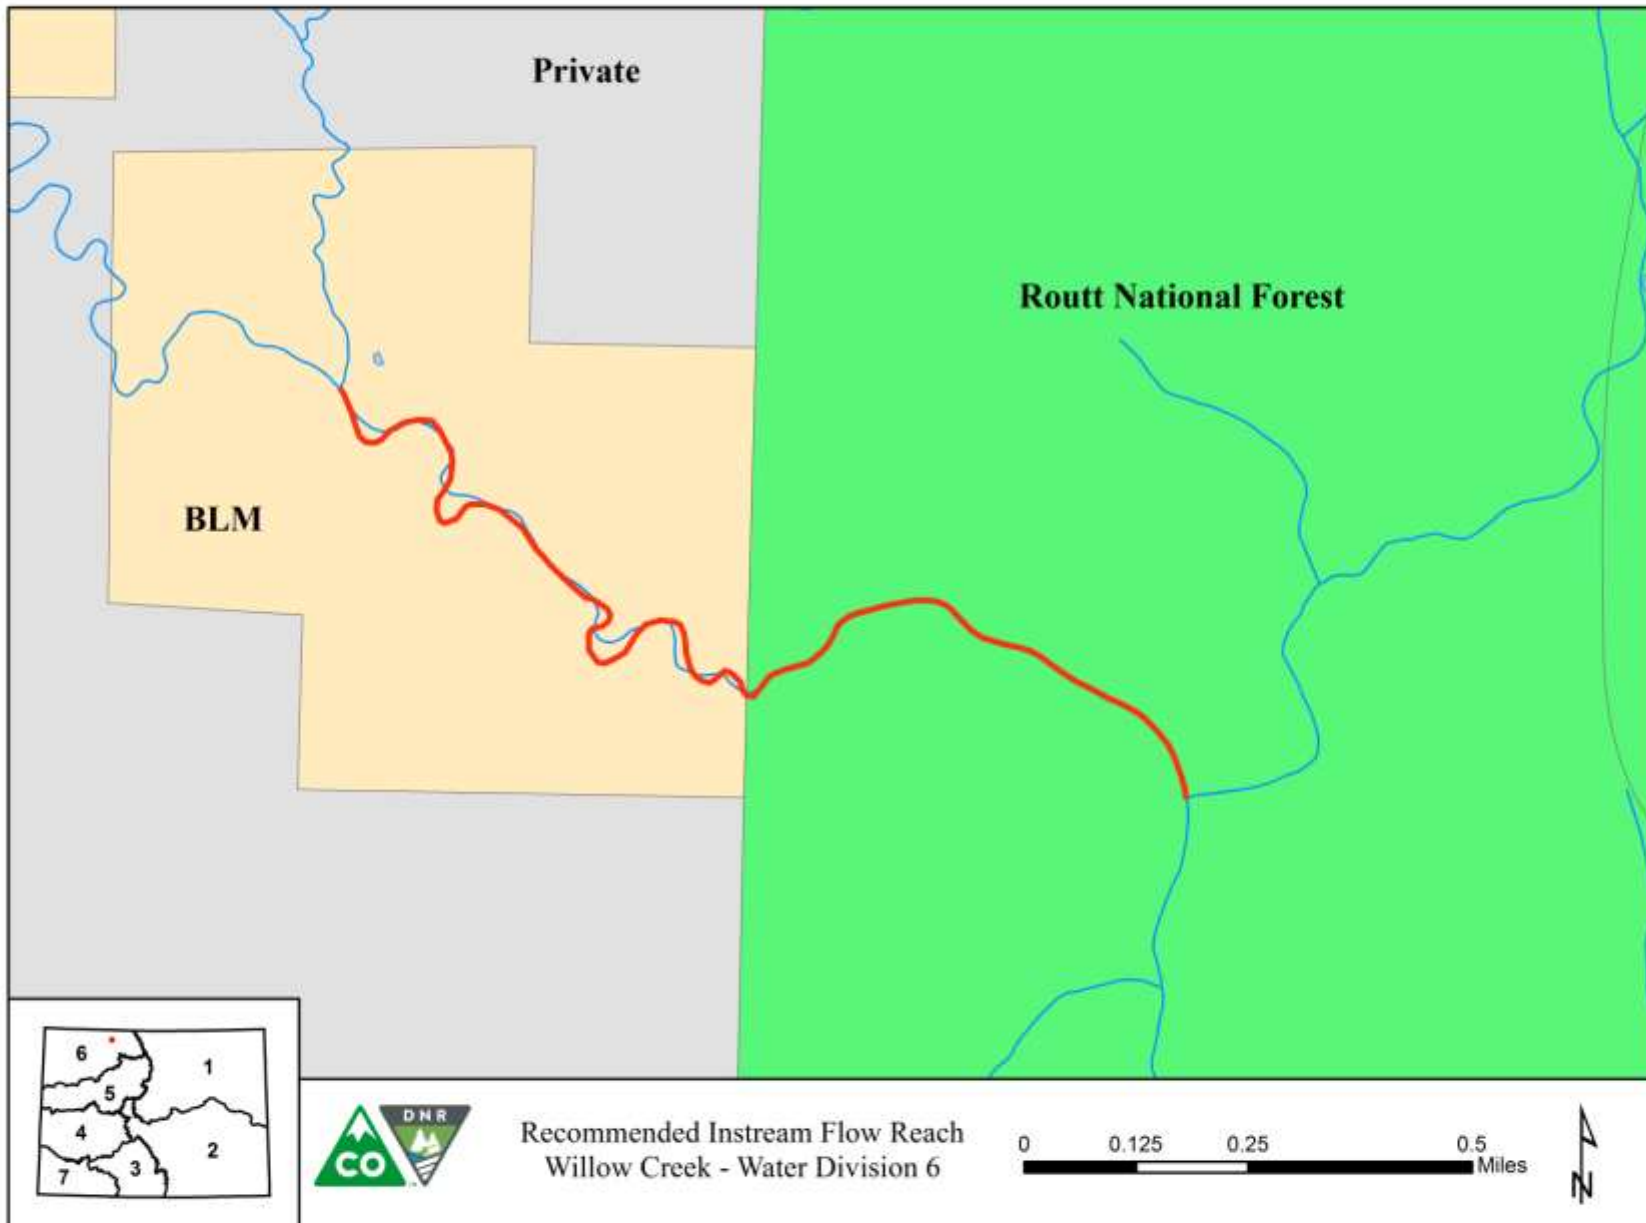 Private
Routt National Forest
BLM
6
1
5
4
2
3
7
DNR
CO
Recommended Instream Flow Reach
Willow Creek - Water Division 6
0 0.125 0.25 0.5
Miles
N